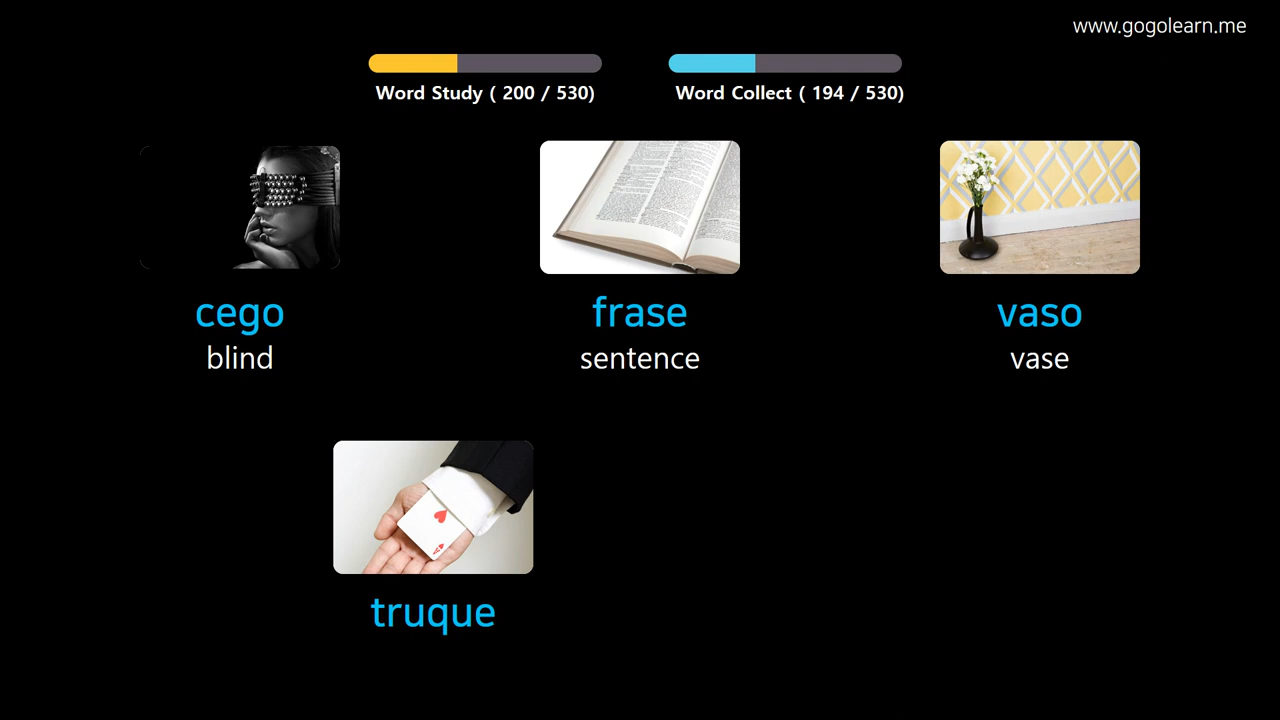 www.gogolearn.me
Word Study ( 200 / 530)
Word Collect ( 194 / 530)
cego
blind
frase
sentence
vaso
vase
truque